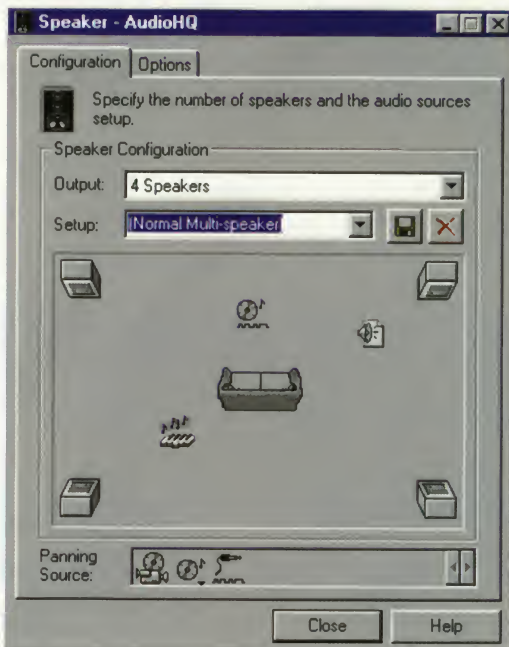 Speaker - AudioHQ
Configuration
Options
Specify the number of speakers and the audio sources
setup.
Speaker Configuration
Output:
4 Speakers
Setup:
Normal Multi-speaker
Panning
Source:
Close
Help